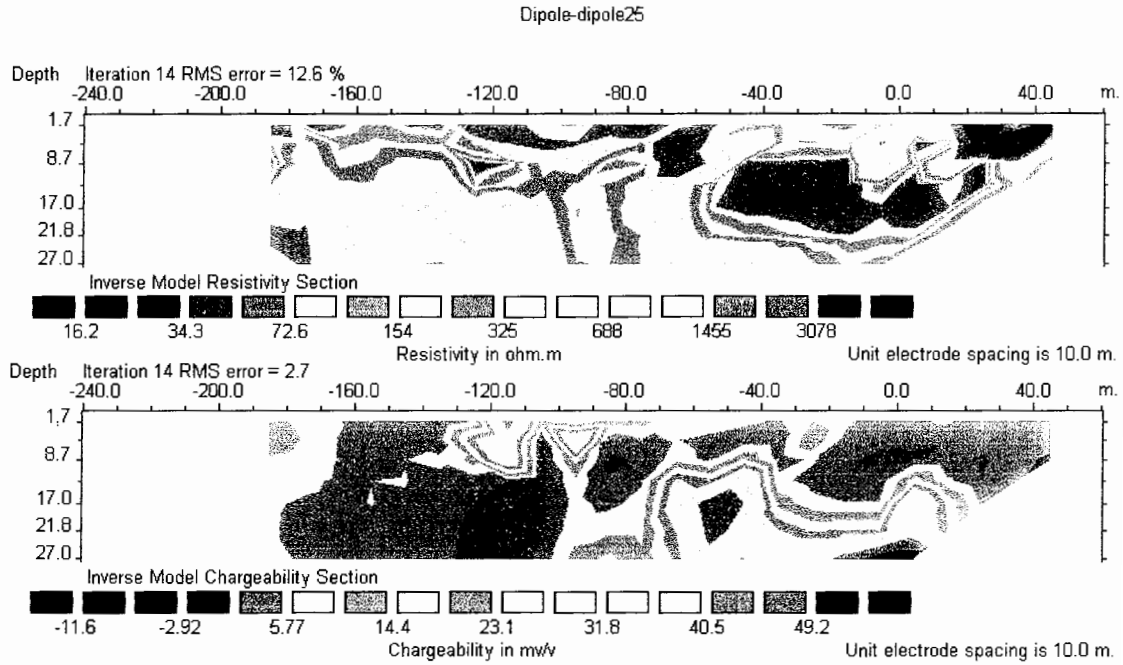 Dipole-dipole25
Depth Iteration 14 RMS error = 12.6 %
-240.0 -200.0 -160.0 -120.0 -80.0 -40.0 0.0 40.0 m.
1.7
8.7
17.0
21.8
27.0
Inverse Model Resistivity Section
16.2 34.3 72.6 154 325 688 1455 3078
Resistivity in ohm.m Unit electrode spacing is 10.0 m.
Depth Iteration 14 RMS error = 2.7
-240.0 -200.0 -160.0 -120.0 -80.0 -40.0 0.0 40.0 m.
1.7
8.7
17.0
21.8
27.0
Inverse Model Chargeability Section
-11.6 -2.92 5.77 14.4 23.1 31.8 40.5 49.2
Chargeability in mv/v Unit electrode spacing is 10.0 m.